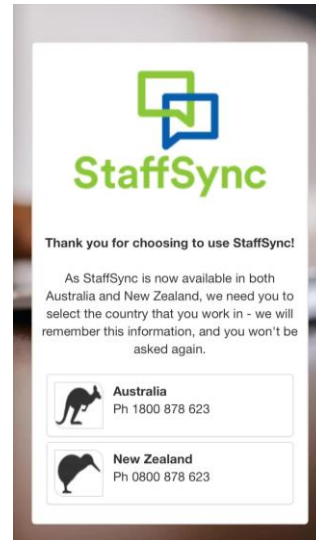 StaffSync
Thank you for choosing to use StaffSync!
As StaffSync is now available in both
Australia and New Zealand, we need you to
select the country that you work in - we will
remember this information, and you won't be
asked again.
Australia
Ph 1800 878 623
New Zealand
Ph 0800 878 623